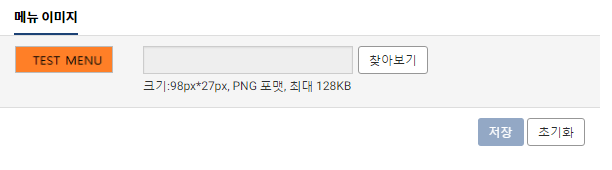 메뉴 이미지
TEST MENU
찾아보기
크기:98px*27px, PNG 포맷, 최대 128KB
저장
초기화